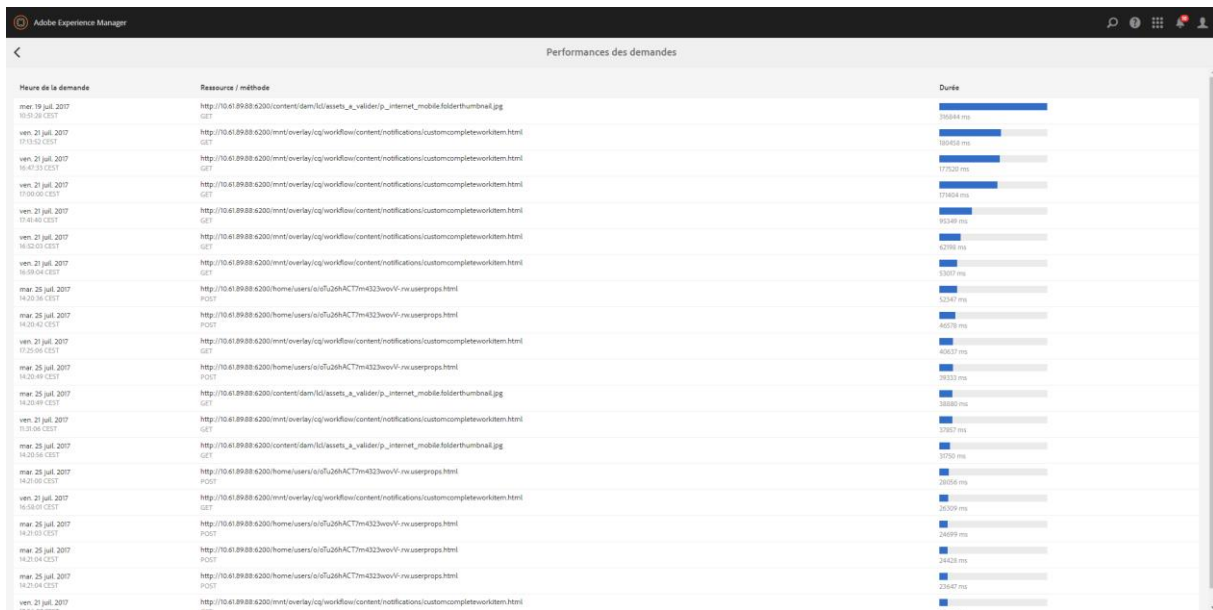 Adobe Experience Manager
Performances des demandes
Heure de la demande Ressource / méthode Durée
mer. 19 juil. 2017 http://10.61.89.88:6200/content/dam/lcl/assets_a_valider/p_internet_mobile.folderthumbnail.jpg
10:51:28 CEST GET 316844 ms
ven. 21 juil. 2017 http://10.61.89.88:6200/mnt/overlay/cq/workflow/content/notifications/customcompleteworkitem.html
17:13:52 CEST GET 180458 ms
ven. 21 juil. 2017 http://10.61.89.88:6200/mnt/overlay/cq/workflow/content/notifications/customcompleteworkitem.html
16:47:33 CEST GET 177520 ms
ven. 21 juil. 2017 http://10.61.89.88:6200/mnt/overlay/cq/workflow/content/notifications/customcompleteworkitem.html
17:00:00 CEST GET 171404 ms
ven. 21 juil. 2017 http://10.61.89.88:6200/mnt/overlay/cq/workflow/content/notifications/customcompleteworkitem.html
17:41:40 CEST GET 95349 ms
ven. 21 juil. 2017 http://10.61.89.88:6200/mnt/overlay/cq/workflow/content/notifications/customcompleteworkitem.html
16:52:03 CEST GET 62198 ms
ven. 21 juil. 2017 http://10.61.89.88:6200/mnt/overlay/cq/workflow/content/notifications/customcompleteworkitem.html
16:59:04 CEST GET 53017 ms
mar. 25 juil. 2017 http://10.61.89.88:6200/home/users/o/oTu26hACT7m4323wovV-.rw.userprops.html
14:20:36 CEST POST 52347 ms
mar. 25 juil. 2017 http://10.61.89.88:6200/home/users/o/oTu26hACT7m4323wovV-.rw.userprops.html
14:20:42 CEST POST 46578 ms
ven. 21 juil. 2017 http://10.61.89.88:6200/mnt/overlay/cq/workflow/content/notifications/customcompleteworkitem.html
17:25:06 CEST GET 40637 ms
mar. 25 juil. 2017 http://10.61.89.88:6200/home/users/o/oTu26hACT7m4323wovV-.rw.userprops.html
14:20:49 CEST POST 39333 ms
mar. 25 juil. 2017 http://10.61.89.88:6200/content/dam/lcl/assets_a_valider/p_internet_mobile.folderthumbnail.jpg
14:20:49 CEST GET 38080 ms
ven. 21 juil. 2017 http://10.61.89.88:6200/mnt/overlay/cq/workflow/content/notifications/customcompleteworkitem.html
11:31:06 CEST GET 37857 ms
mar. 25 juil. 2017 http://10.61.89.88:6200/content/dam/lcl/assets_a_valider/p_internet_mobile.folderthumbnail.jpg
14:20:56 CEST GET 31750 ms
mar. 25 juil. 2017 http://10.61.89.88:6200/home/users/o/oTu26hACT7m4323wovV-.rw.userprops.html
14:21:00 CEST POST 28058 ms
ven. 21 juil. 2017 http://10.61.89.88:6200/mnt/overlay/cq/workflow/content/notifications/customcompleteworkitem.html
16:58:01 CEST GET 26309 ms
mar. 25 juil. 2017 http://10.61.89.88:6200/home/users/o/oTu26hACT7m4323wovV-.rw.userprops.html
14:21:03 CEST POST 24699 ms
mar. 25 juil. 2017 http://10.61.89.88:6200/home/users/o/oTu26hACT7m4323wovV-.rw.userprops.html
14:21:04 CEST POST 24428 ms
mar. 25 juil. 2017 http://10.61.89.88:6200/home/users/o/oTu26hACT7m4323wovV-.rw.userprops.html
14:21:04 CEST POST 23647 ms
ven. 21 juil. 2017 http://10.61.89.88:6200/mnt/overlay/cq/workflow/content/notifications/customcompleteworkitem.html